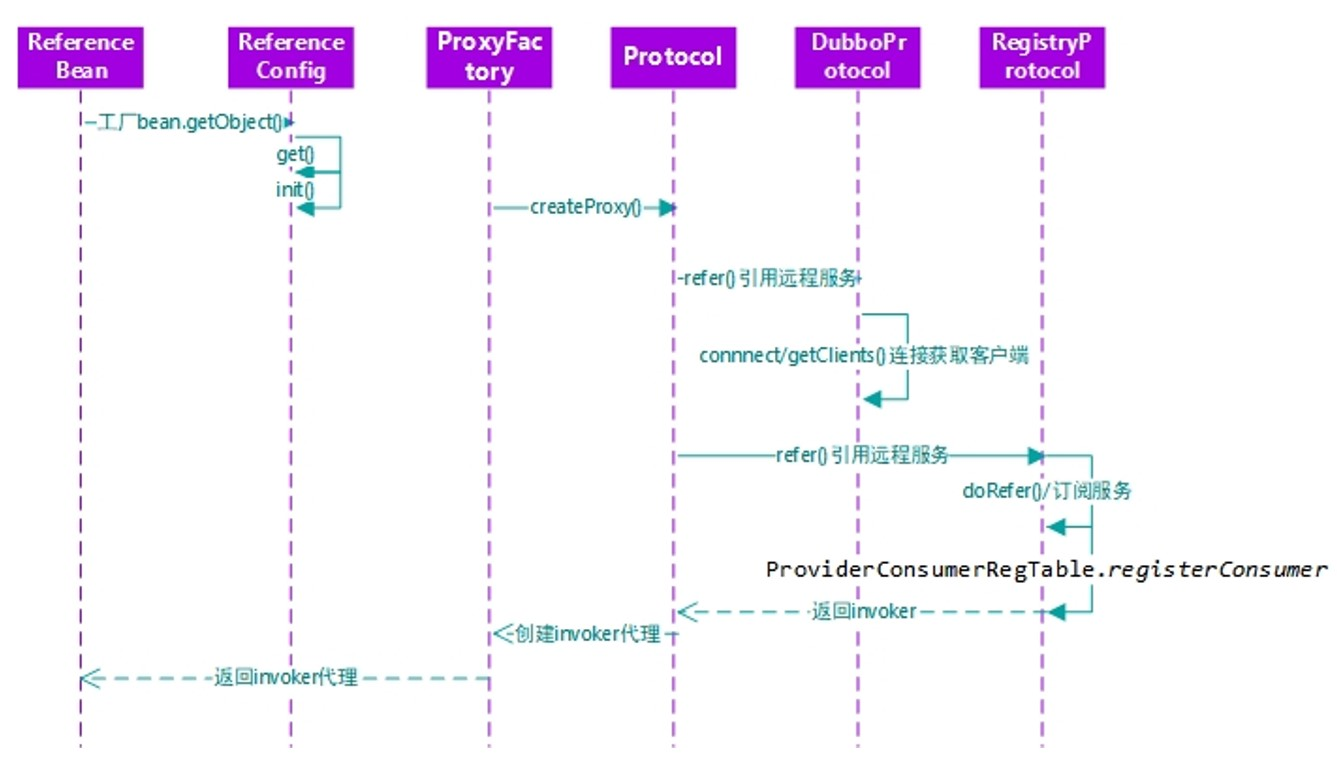 Reference
Bean
Reference
Config
ProxyFac
tory
Protocol
DubboPr
otocol
RegistryP
rotocol
工厂bean.getObject()
get()
init()
createProxy()
refer()引用远程服务
connnect/getClients()连接获取客户端
refer()引用远程服务
doRefer()/订阅服务
ProviderConsumerRegTable.registerConsumer
返回invoker
创建invoker代理
返回invoker代理